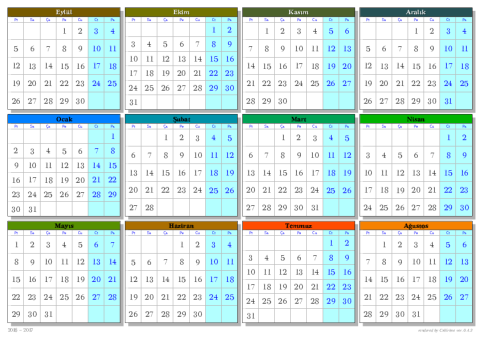 Eylül
Pt Sa Ça Pe Cu Ct Pa
1 2 3 4
5 6 7 8 9 10 11
12 13 14 15 16 17 18
19 20 21 22 23 24 25
26 27 28 29 30
Ekim
Pt Sa Ça Pe Cu Ct Pa
1 2
3 4 5 6 7 8 9
10 11 12 13 14 15 16
17 18 19 20 21 22 23
24 25 26 27 28 29 30
31
Kasım
Pt Sa Ça Pe Cu Ct Pa
1 2 3 4 5 6
7 8 9 10 11 12 13
14 15 16 17 18 19 20
21 22 23 24 25 26 27
28 29 30
Aralık
Pt Sa Ça Pe Cu Ct Pa
1 2 3 4
5 6 7 8 9 10 11
12 13 14 15 16 17 18
19 20 21 22 23 24 25
26 27 28 29 30 31
Ocak
Pt Sa Ça Pe Cu Ct Pa
1
2 3 4 5 6 7 8
9 10 11 12 13 14 15
16 17 18 19 20 21 22
23 24 25 26 27 28 29
30 31
Şubat
Pt Sa Ça Pe Cu Ct Pa
1 2 3 4 5
6 7 8 9 10 11 12
13 14 15 16 17 18 19
20 21 22 23 24 25 26
27 28
Mart
Pt Sa Ça Pe Cu Ct Pa
1 2 3 4 5
6 7 8 9 10 11 12
13 14 15 16 17 18 19
20 21 22 23 24 25 26
27 28 29 30 31
Nisan
Pt Sa Ça Pe Cu Ct Pa
1 2
3 4 5 6 7 8 9
10 11 12 13 14 15 16
17 18 19 20 21 22 23
24 25 26 27 28 29 30
Mayıs
Pt Sa Ça Pe Cu Ct Pa
1 2 3 4 5 6 7
8 9 10 11 12 13 14
15 16 17 18 19 20 21
22 23 24 25 26 27 28
29 30 31
Haziran
Pt Sa Ça Pe Cu Ct Pa
1 2 3 4
5 6 7 8 9 10 11
12 13 14 15 16 17 18
19 20 21 22 23 24 25
26 27 28 29 30
Temmuz
Pt Sa Ça Pe Cu Ct Pa
1 2
3 4 5 6 7 8 9
10 11 12 13 14 15 16
17 18 19 20 21 22 23
24 25 26 27 28 29 30
31
Ağustos
Pt Sa Ça Pe Cu Ct Pa
1 2 3 4 5 6
7 8 9 10 11 12 13
14 15 16 17 18 19 20
21 22 23 24 25 26 27
28 29 30 31
2016 - 2017